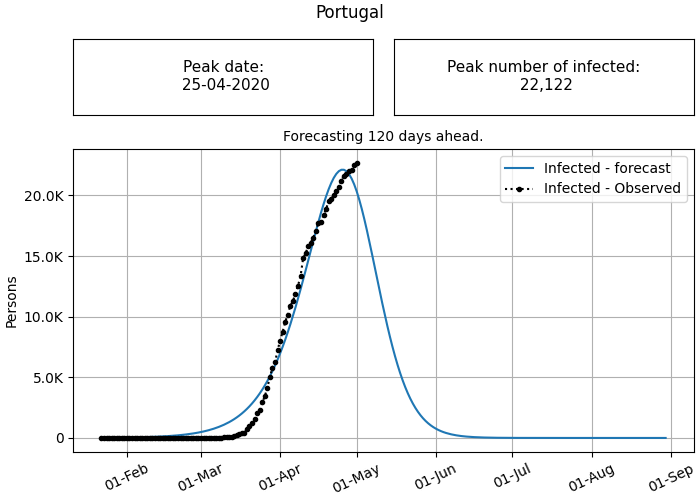 Portugal
Peak date:
25-04-2020
Peak number of infected:
22,122
Forecasting 120 days ahead.
Infected - forecast
Infected - Observed
20.0K
15.0K
10.0K
5.0K
0
Persons
01-Feb
01-Mar
01-Apr
01-May
01-Jun
01-Jul
01-Aug
01-Sep